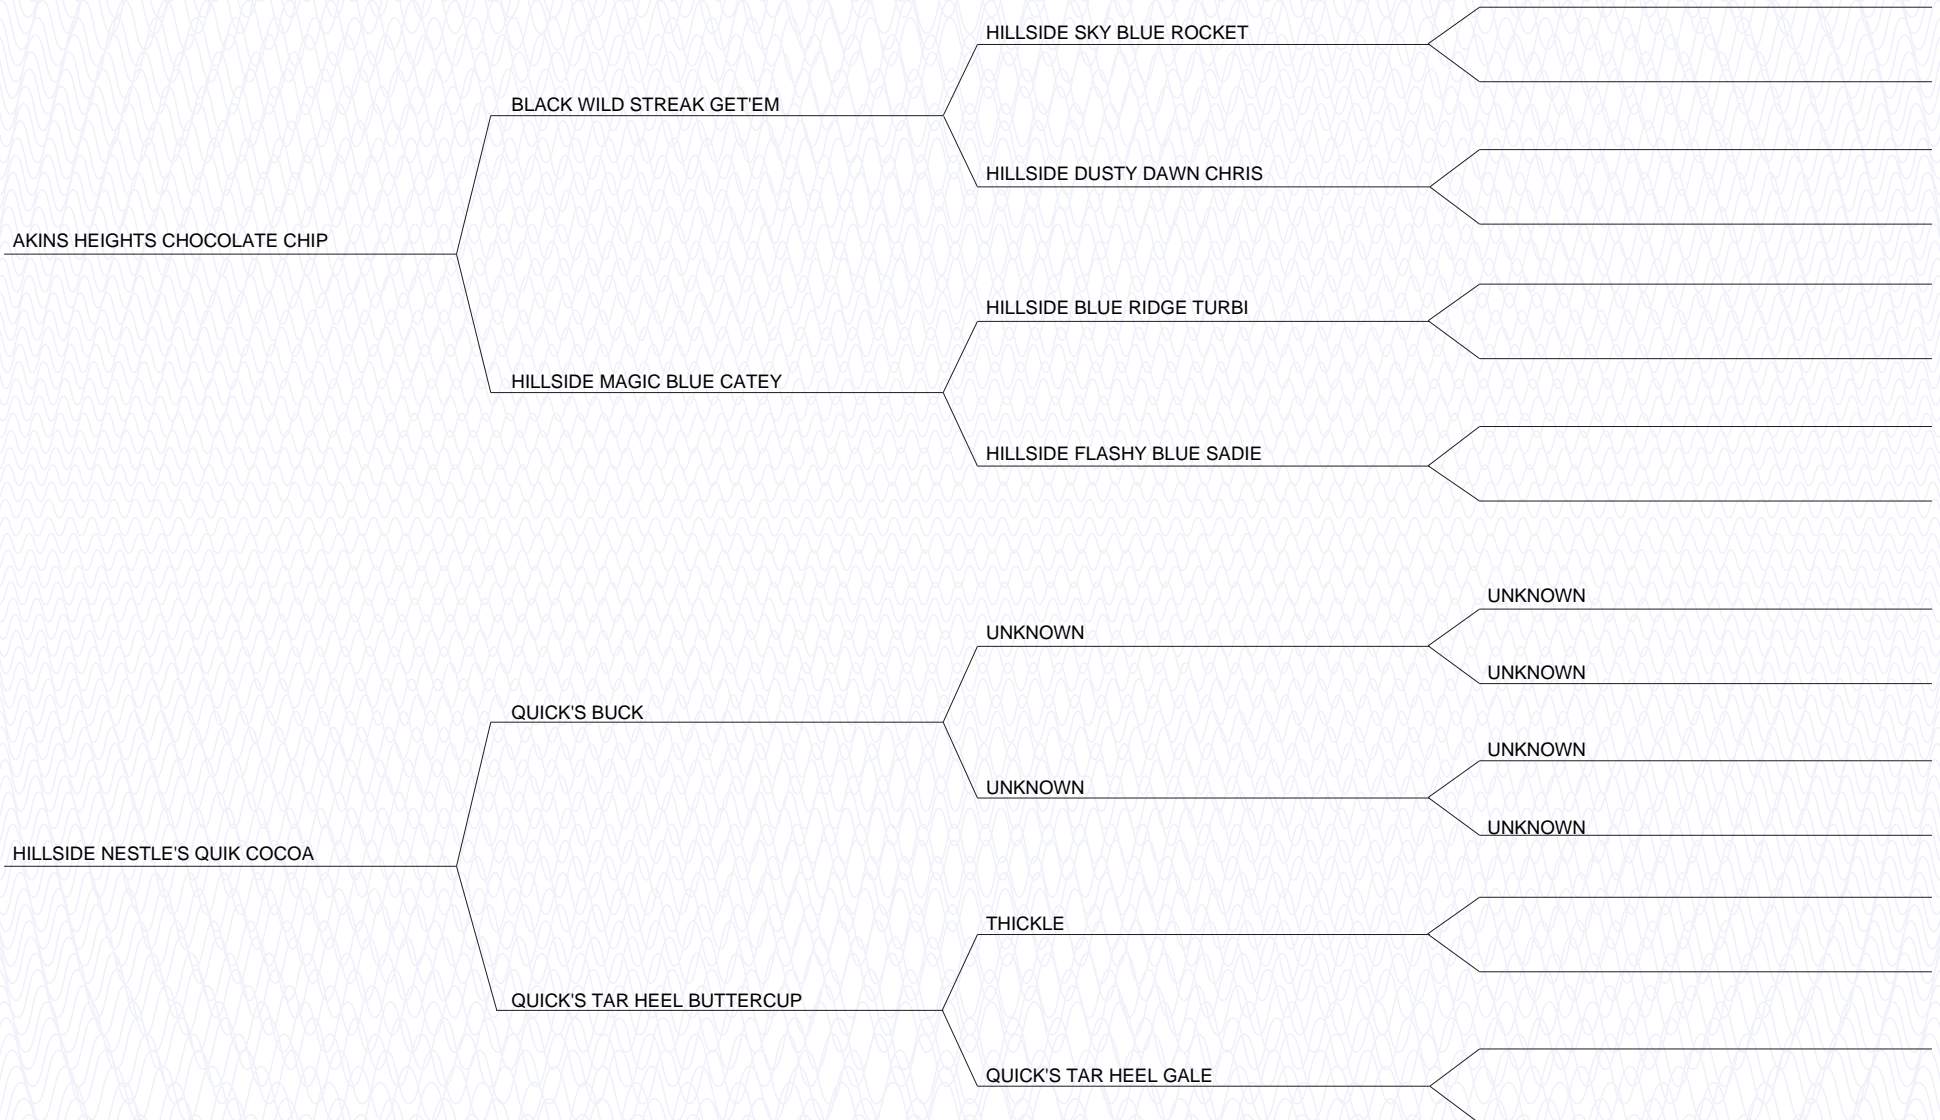 HILLSIDE SKY BLUE ROCKET
BLACK WILD STREAK GET'EM
HILLSIDE DUSTY DAWN CHRIS
AKINS HEIGHTS CHOCOLATE CHIP
HILLSIDE BLUE RIDGE TURBI
HILLSIDE MAGIC BLUE CATEY
HILLSIDE FLASHY BLUE SADIE
UNKNOWN
UNKNOWN
UNKNOWN
QUICK'S BUCK
UNKNOWN
UNKNOWN
UNKNOWN
HILLSIDE NESTLE'S QUIK COCOA
THICKLE
QUICK'S TAR HEEL BUTTERCUP
QUICK'S TAR HEEL GALE